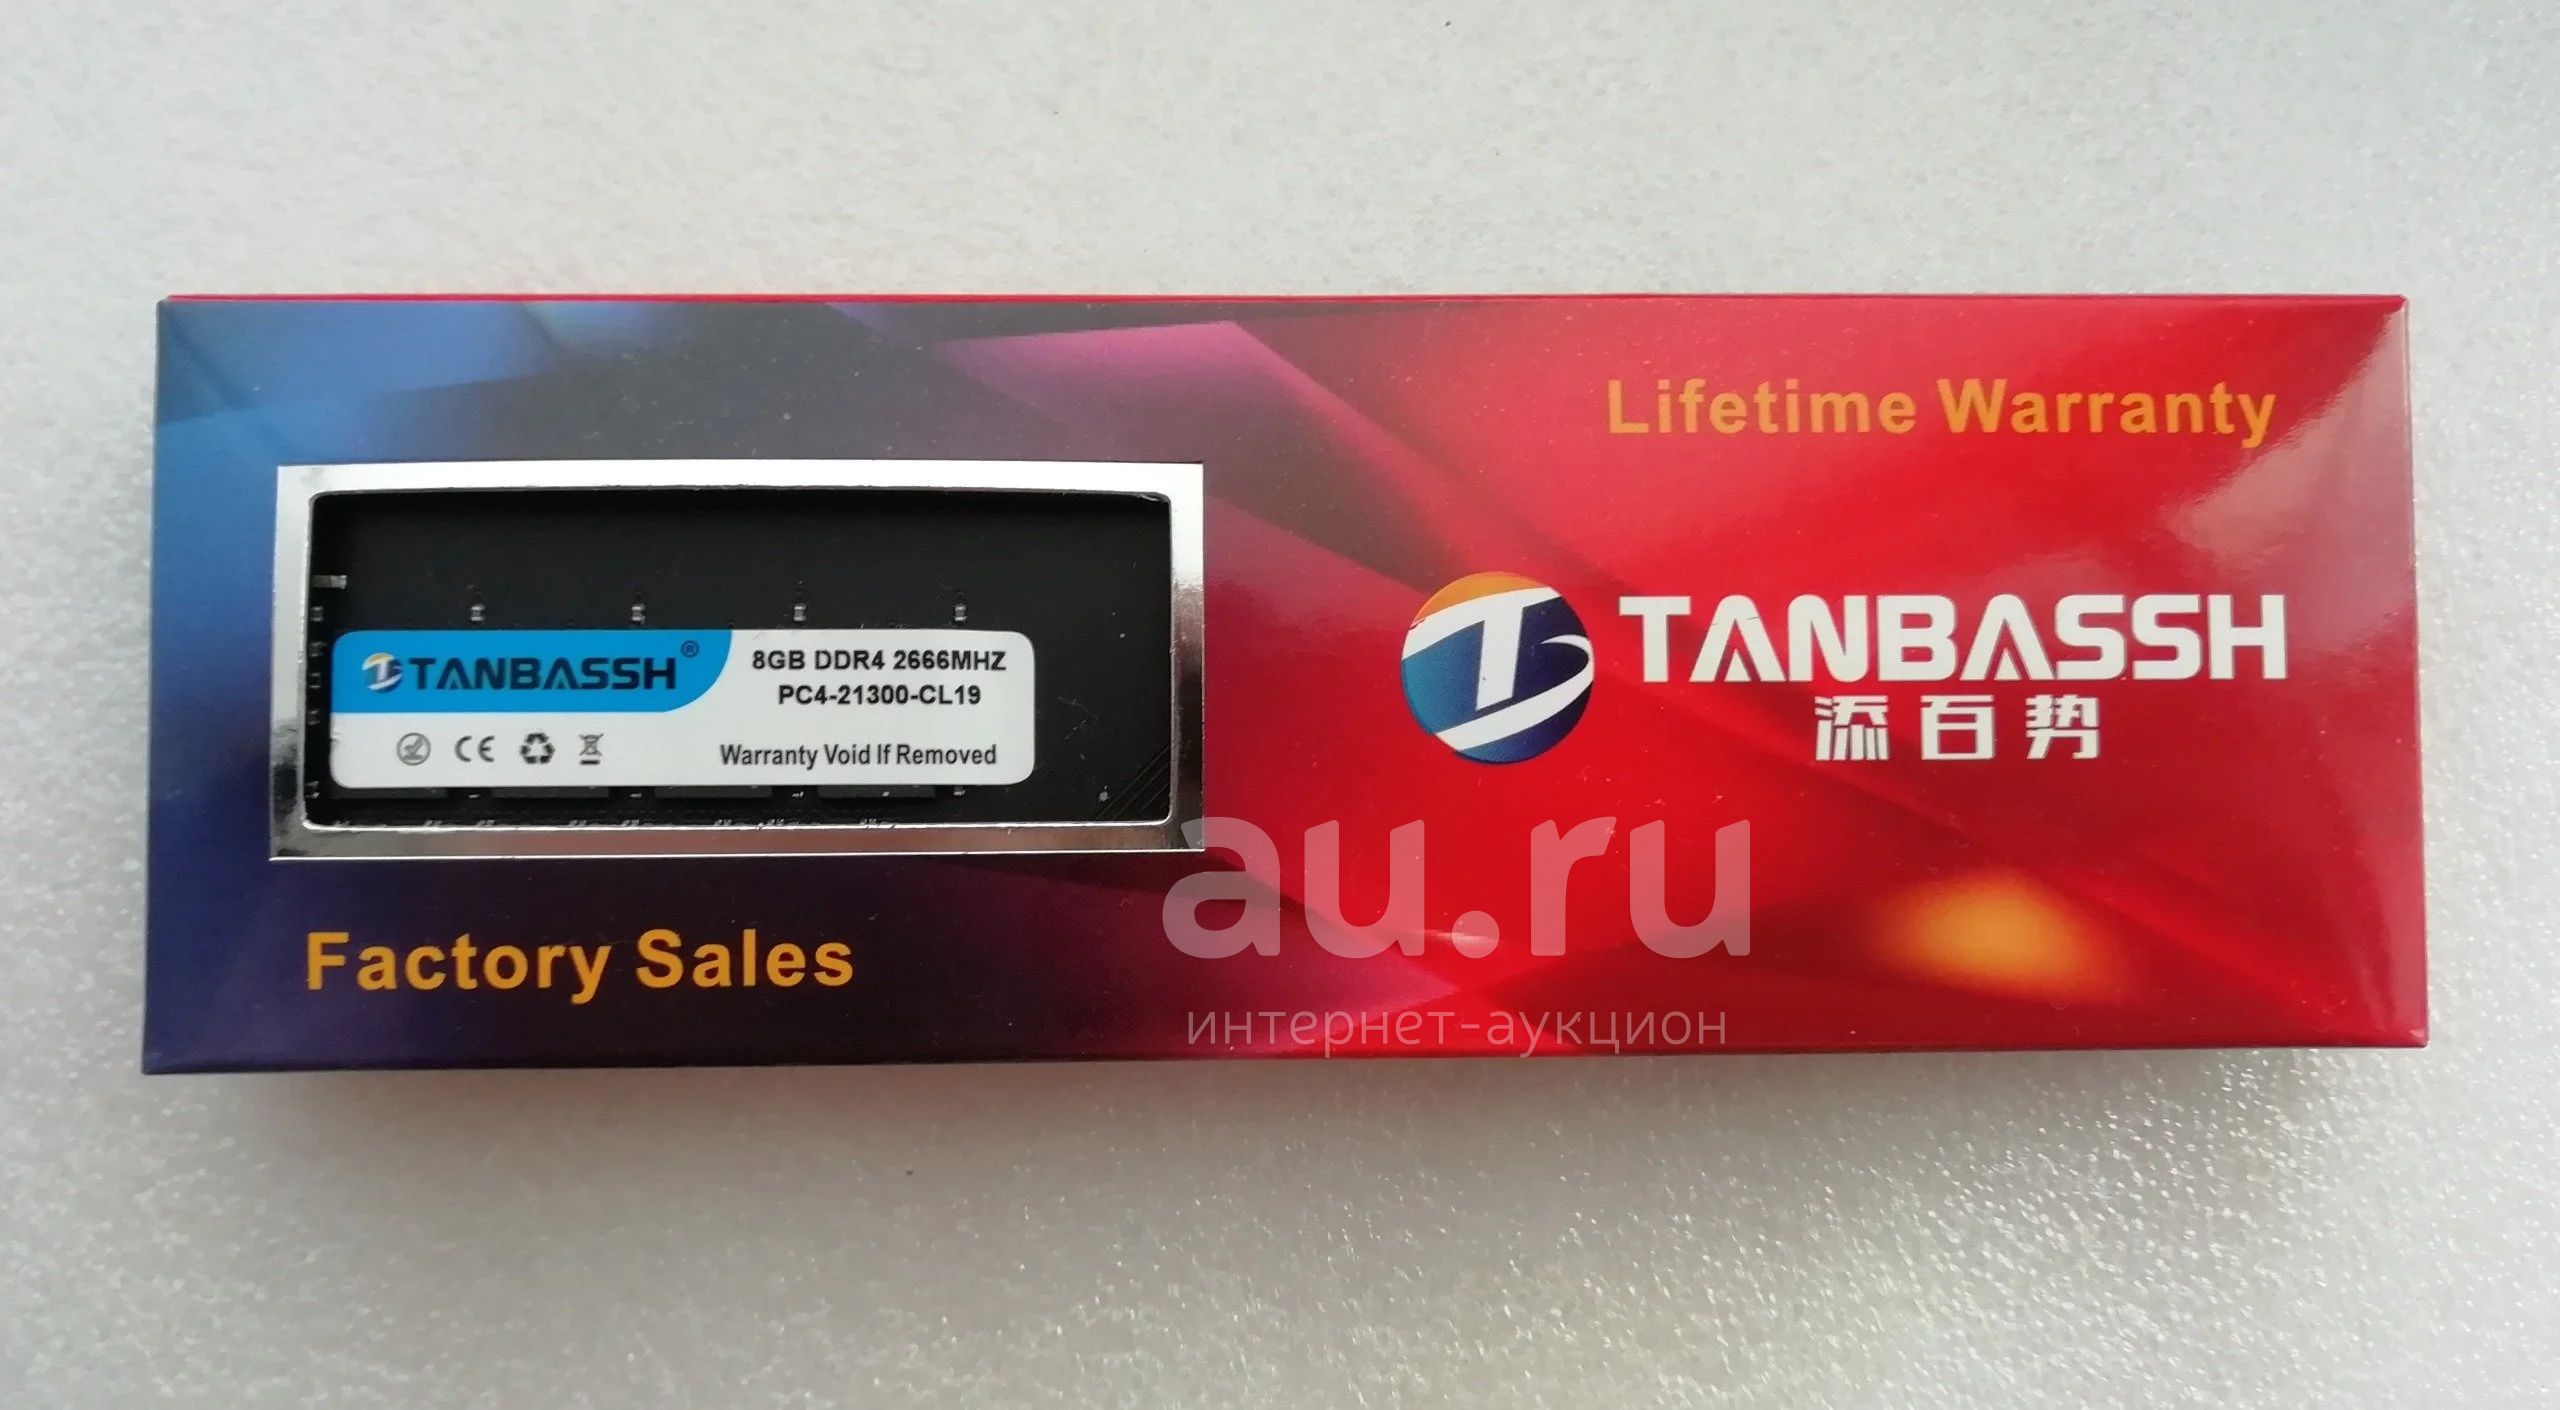 Lifetime Warranty
TANBASSH®
8GB DDR4 2666MHZ
PC4-21300-CL19
CE
Warranty Void If Removed
TANBASSH
添百势
Factory Sales
au.ru
интернет-аукцион